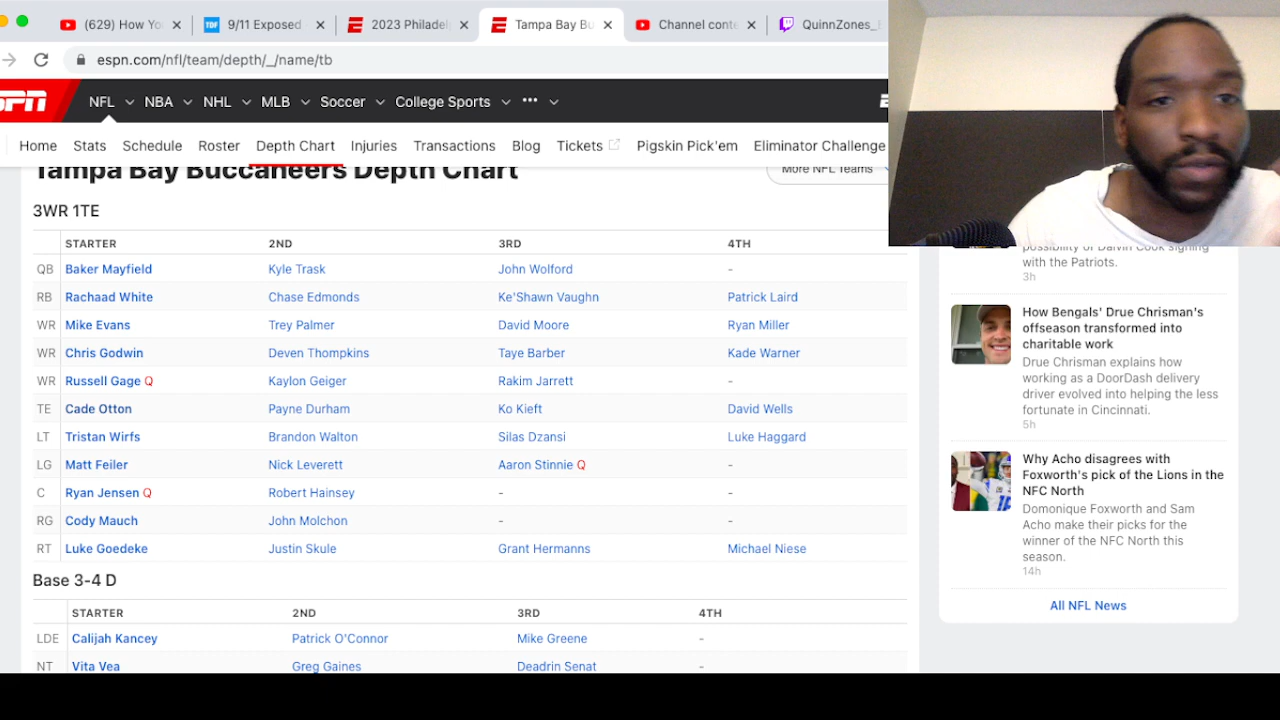 (629) How Yo
9/11 Exposed
2023 Philadel
Tampa Bay Bu
Channel conte
QuinnZones_
espn.com/nfl/team/depth/_/name/tb
NFL NBA NHL MLB Soccer College Sports •••
Home Stats Schedule Roster Depth Chart Injuries Transactions Blog Tickets Pigskin Pick'em Eliminator Challenge
Tampa Bay Buccaneers Depth Chart
More NFL Teams
3WR 1TE
STARTER 2ND 3RD 4TH
QB Baker Mayfield Kyle Trask John Wolford -
RB Rachaad White Chase Edmonds Ke'Shawn Vaughn Patrick Laird
WR Mike Evans Trey Palmer David Moore Ryan Miller
WR Chris Godwin Deven Thompkins Taye Barber Kade Warner
WR Russell Gage Q Kaylon Geiger Rakim Jarrett -
TE Cade Otton Payne Durham Ko Kieft David Wells
LT Tristan Wirfs Brandon Walton Silas Dzansi Luke Haggard
LG Matt Feiler Nick Leverett Aaron Stinnie Q -
C Ryan Jensen Q Robert Hainsey - -
RG Cody Mauch John Molchon - -
RT Luke Goedeke Justin Skule Grant Hermanns Michael Niese
Base 3-4 D
STARTER 2ND 3RD 4TH
LDE Calijah Kancey Patrick O'Connor Mike Greene -
NT Vita Vea Greg Gaines Deadrin Senat -
possibility of Dalvin Cook signing
with the Patriots.
3h
How Bengals' Drue Chrisman's
offseason transformed into
charitable work
Drue Chrisman explains how
working as a DoorDash delivery
driver evolved into helping the less
fortunate in Cincinnati.
5h
Why Acho disagrees with
Foxworth's pick of the Lions in the
NFC North
Domonique Foxworth and Sam
Acho make their picks for the
winner of the NFC North this
season.
14h
All NFL News